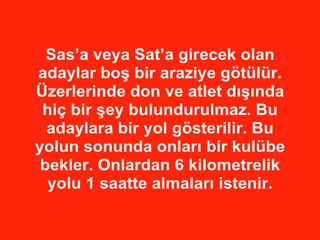 Sas’a veya Sat’a girecek olan
adaylar boş bir araziye götülür.
Üzerlerinde don ve atlet dışında
hiç bir şey bulundurulmaz. Bu
adaylara bir yol gösterilir. Bu
yolun sonunda onları bir kulübe
bekler. Onlardan 6 kilometrelik
yolu 1 saatte almaları istenir.